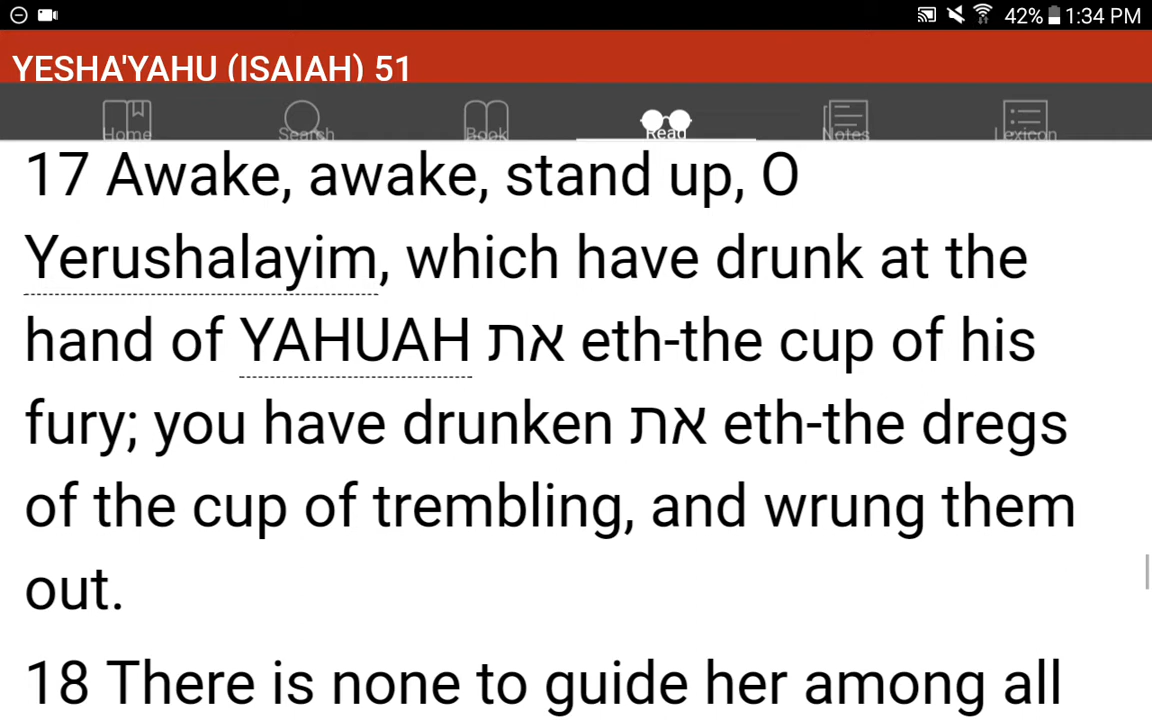 42% 1:34 PM
YESHA'YAHU (ISAIAH) 51
Home Search Book Read Notes Lexicon
17 Awake, awake, stand up, O
Yerushalayim, which have drunk at the
hand of YAHUAH את eth-the cup of his
fury; you have drunken את eth-the dregs
of the cup of trembling, and wrung them
out.
18 There is none to guide her among all